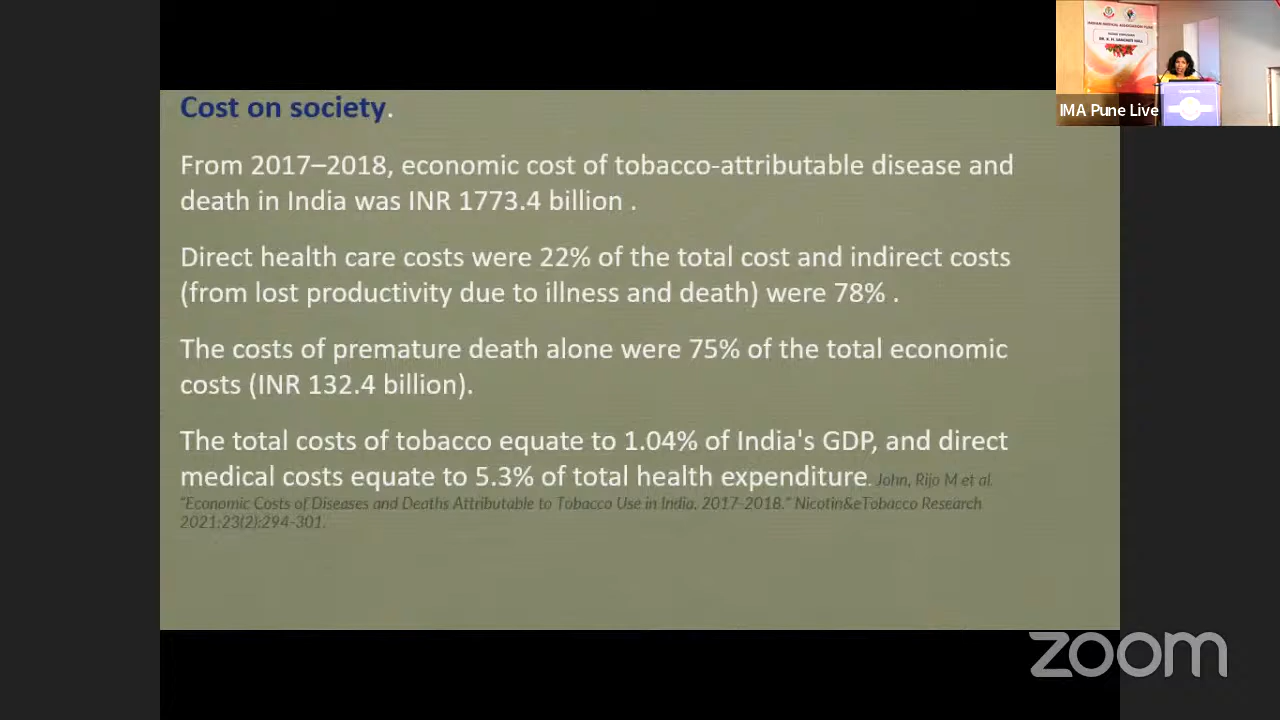 Cost on society.
From 2017–2018, economic cost of tobacco-attributable disease and
death in India was INR 1773.4 billion .
Direct health care costs were 22% of the total cost and indirect costs
(from lost productivity due to illness and death) were 78% .
The costs of premature death alone were 75% of the total economic
costs (INR 132.4 billion).
The total costs of tobacco equate to 1.04% of India's GDP, and direct
medical costs equate to 5.3% of total health expenditure. John, Rijo M et al.
"Economic Costs of Diseases and Deaths Attributable to Tobacco Use in India, 2017-2018." Nicotin&eTobacco Research
2021;23(2):294-301.
INDIAN MEDICAL ASSOCIATION PUNE
IMA Pune Live
zoom